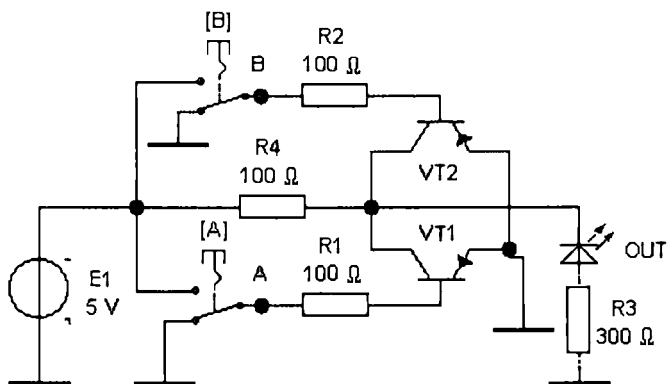 [B]
B
R2
100 Ω
R4
100 Ω
VT2
[A]
A
R1
100 Ω
VT1
OUT
E1
5 V
R3
300 Ω